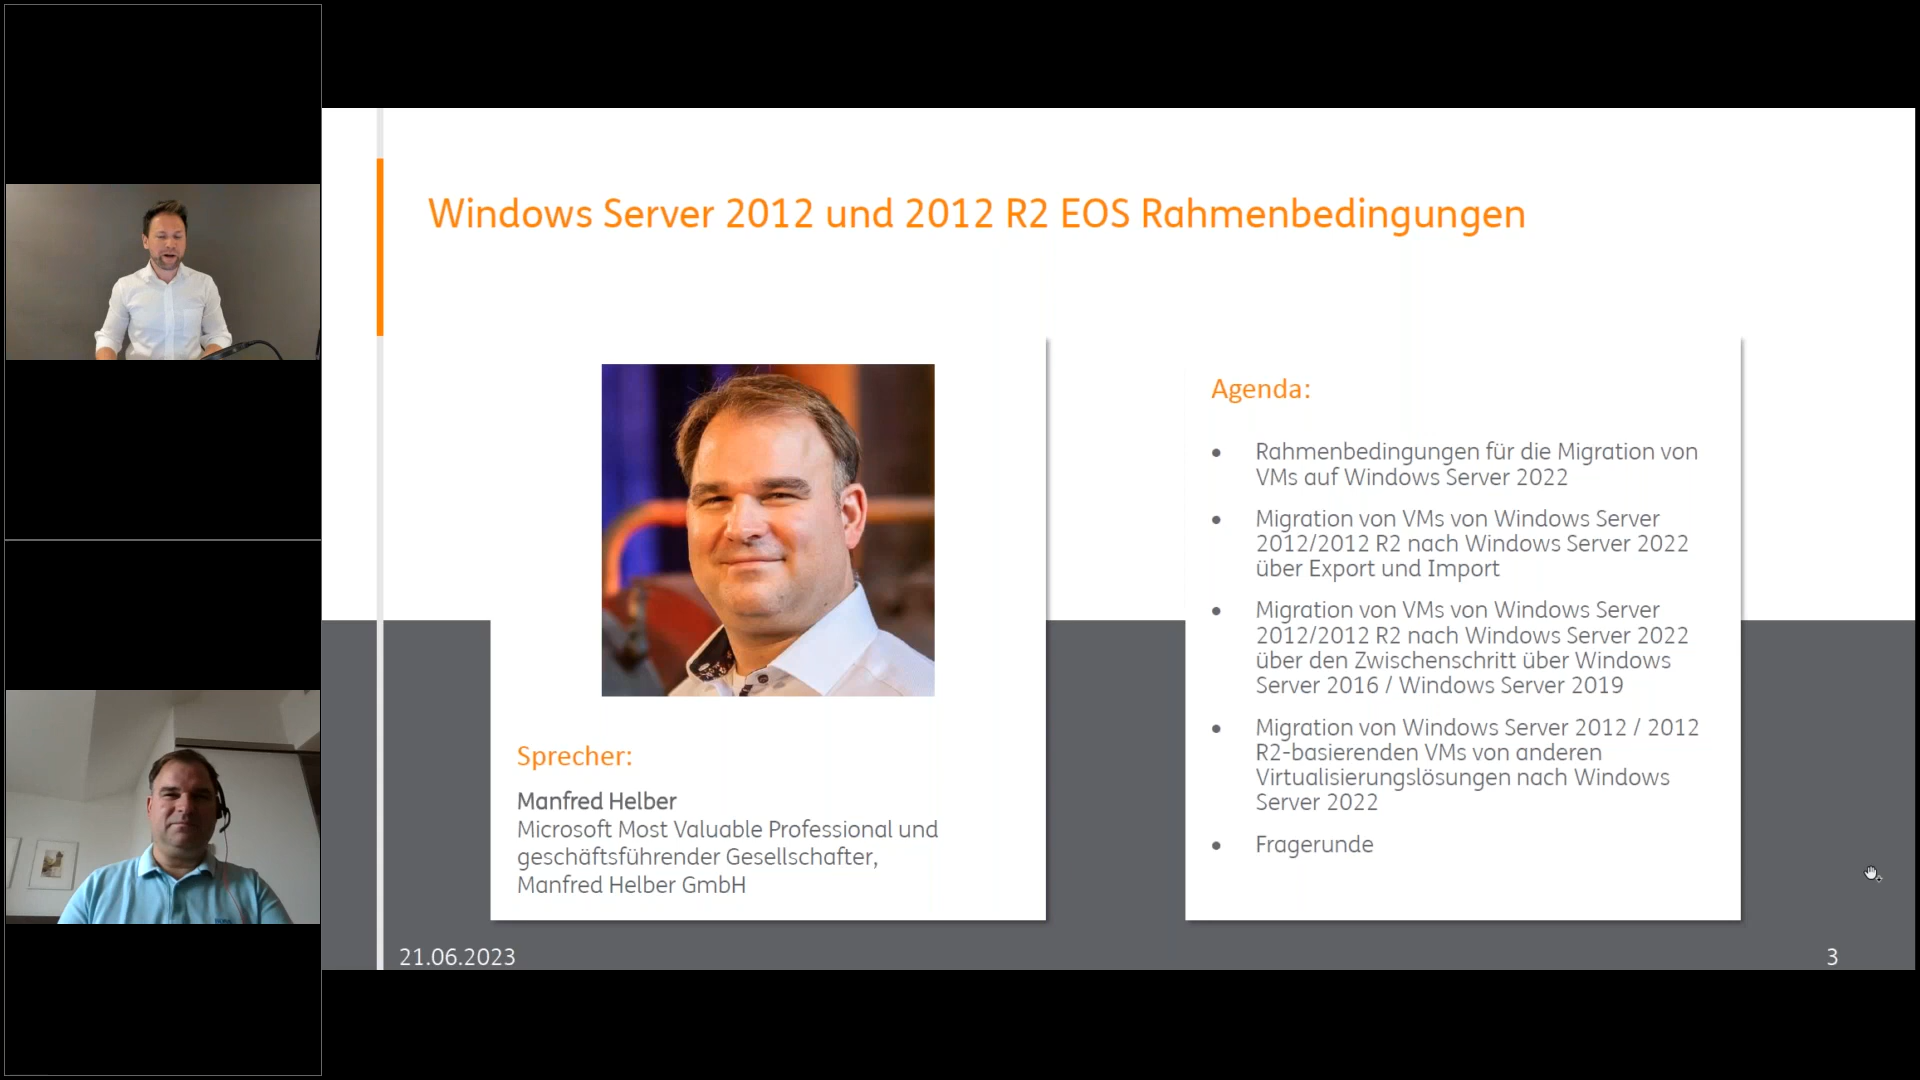 Windows Server 2012 und 2012 R2 EOS Rahmenbedingungen
Sprecher:
Manfred Helber
Microsoft Most Valuable Professional und
geschäftsführender Gesellschafter,
Manfred Helber GmbH
Agenda:
• Rahmenbedingungen für die Migration von
VMs auf Windows Server 2022
• Migration von VMs von Windows Server
2012/2012 R2 nach Windows Server 2022
über Export und Import
• Migration von VMs von Windows Server
2012/2012 R2 nach Windows Server 2022
über den Zwischenschritt über Windows
Server 2016 / Windows Server 2019
• Migration von Windows Server 2012 / 2012
R2-basierenden VMs von anderen
Virtualisierungslösungen nach Windows
Server 2022
• Fragerunde
21.06.2023
3